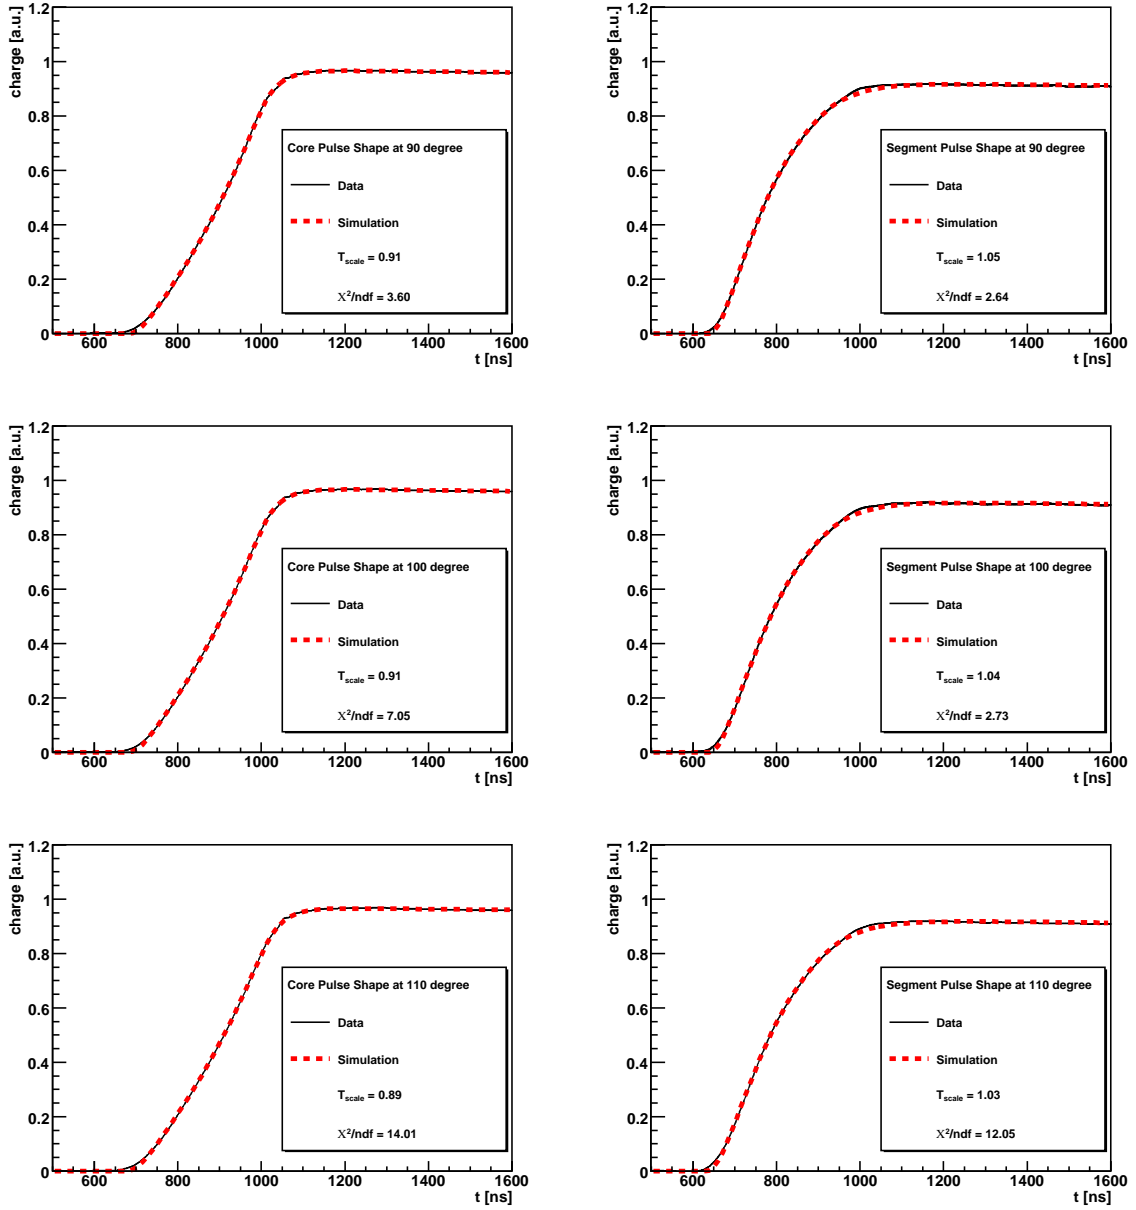 charge [a.u.]
1.2
1
0.8
0.6
0.4
0.2
0
600 800 1000 1200 1400 1600
t [ns]
Core Pulse Shape at 90 degree
Data
Simulation
Tscale = 0.91
X²/ndf = 3.60
charge [a.u.]
1.2
1
0.8
0.6
0.4
0.2
0
600 700 800 900 1000 1200 1400 1600
t [ns]
Segment Pulse Shape at 90 degree
Data
Simulation
Tscale = 1.05
X²/ndf = 2.64
charge [a.u.]
1.2
1
0.8
0.6
0.4
0.2
0
600 800 1000 1200 1400 1600
t [ns]
Core Pulse Shape at 100 degree
Data
Simulation
Tscale = 0.91
X²/ndf = 7.05
charge [a.u.]
1.2
1
0.8
0.6
0.4
0.2
0
600 800 1000 1200 1400 1600
t [ns]
Segment Pulse Shape at 100 degree
Data
Simulation
Tscale = 1.04
X²/ndf = 2.73
charge [a.u.]
1.2
1
0.8
0.6
0.4
0.2
0
600 800 1000 1200 1400 1600
t [ns]
Core Pulse Shape at 110 degree
Data
Simulation
Tscale = 0.89
X²/ndf = 14.01
charge [a.u.]
1.2
1
0.8
0.6
0.4
0.2
0
600 800 1000 1200 1400 1600
t [ns]
Segment Pulse Shape at 110 degree
Data
Simulation
Tscale = 1.03
X²/ndf = 12.05